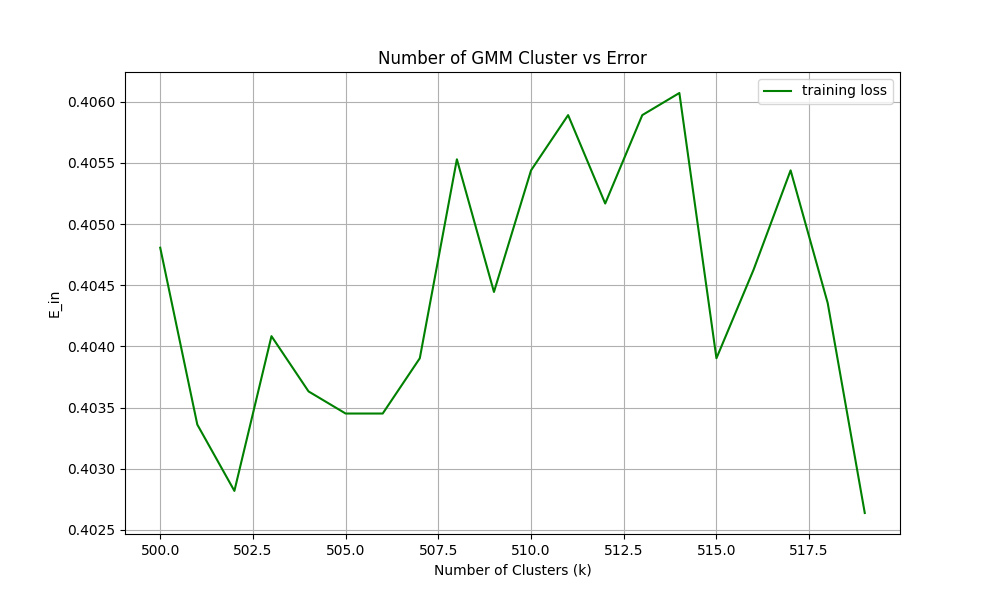 Number of GMM Cluster vs Error
training loss
0.4060
0.4055
0.4050
0.4045
0.4040
0.4035
0.4030
0.4025
E_in
500.0 502.5 505.0 507.5 510.0 512.5 515.0 517.5
Number of Clusters (k)